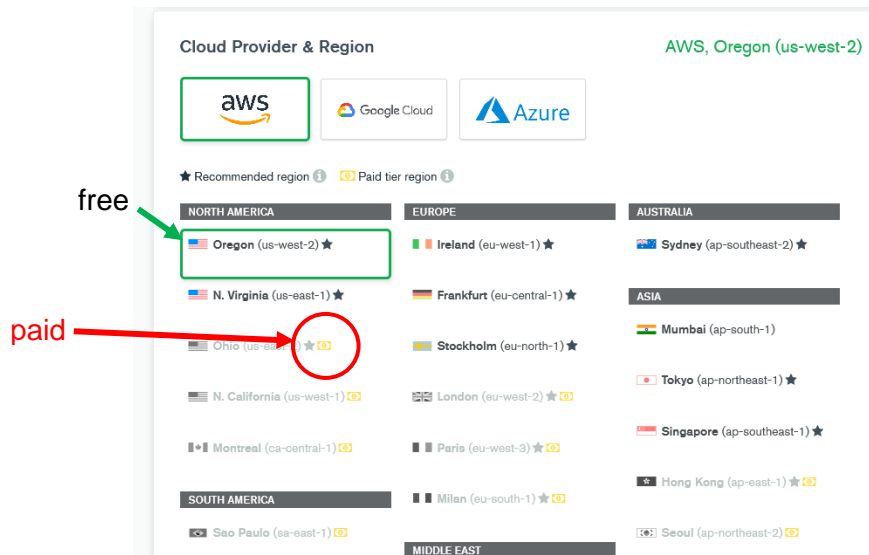 Cloud Provider & Region
AWS, Oregon (us-west-2)
aws
Google Cloud
Azure
Recommended region
Paid tier region
free
paid
NORTH AMERICA
Oregon (us-west-2)
N. Virginia (us-east-1)
Ohio
N. California (us-west-1)
Montreal (ca-central-1)
SOUTH AMERICA
Sao Paulo (sa-east-1)
EUROPE
Ireland (eu-west-1)
Frankfurt (eu-central-1)
Stockholm (eu-north-1)
London (eu-west-2)
Paris (eu-west-3)
Milan (eu-south-1)
MIDDLE EAST
AUSTRALIA
Sydney (ap-southeast-2)
ASIA
Mumbai (ap-south-1)
Tokyo (ap-northeast-1)
Singapore (ap-southeast-1)
Hong Kong (ap-east-1)
Seoul (ap-northeast-2)